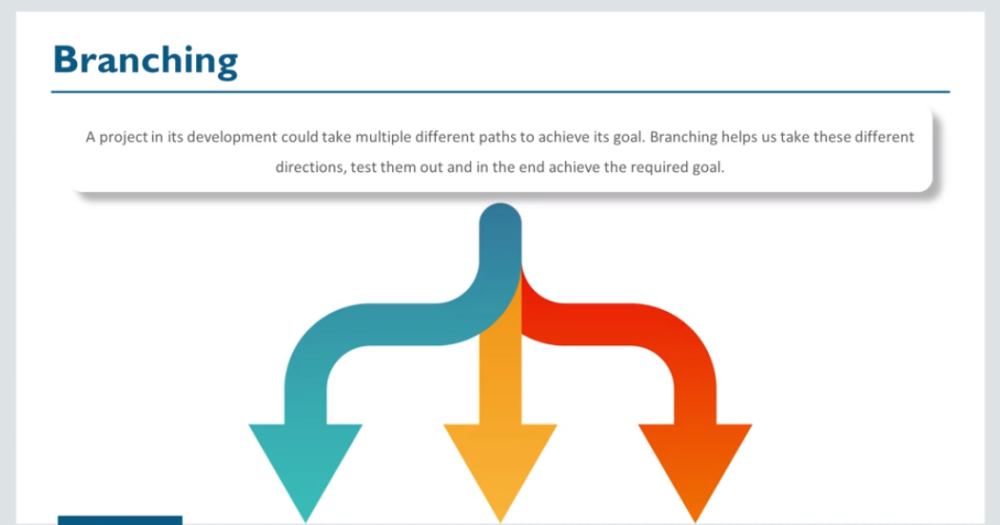 Branching
A project in its development could take multiple different paths to achieve its goal. Branching helps us take these different
directions, test them out and in the end achieve the required goal.